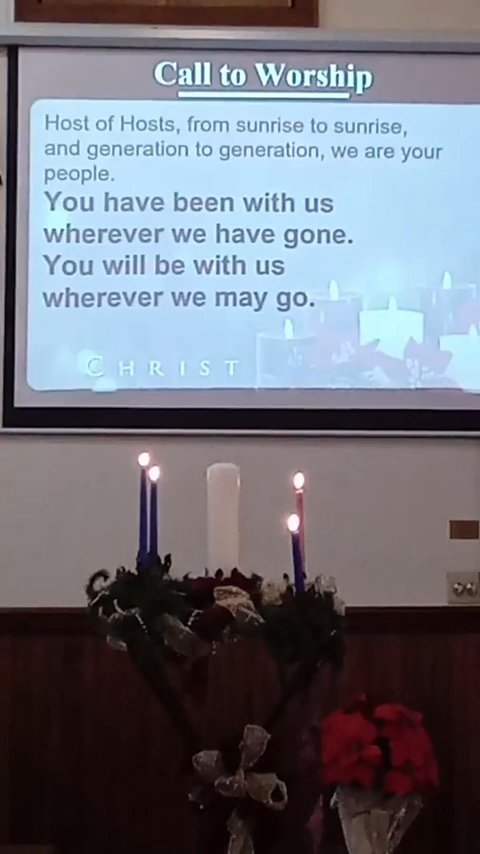 Call to Worship
Host of Hosts, from sunrise to sunrise,
and generation to generation, we are your
people.
You have been with us
wherever we have gone.
You will be with us
wherever we may go.
CHRIST